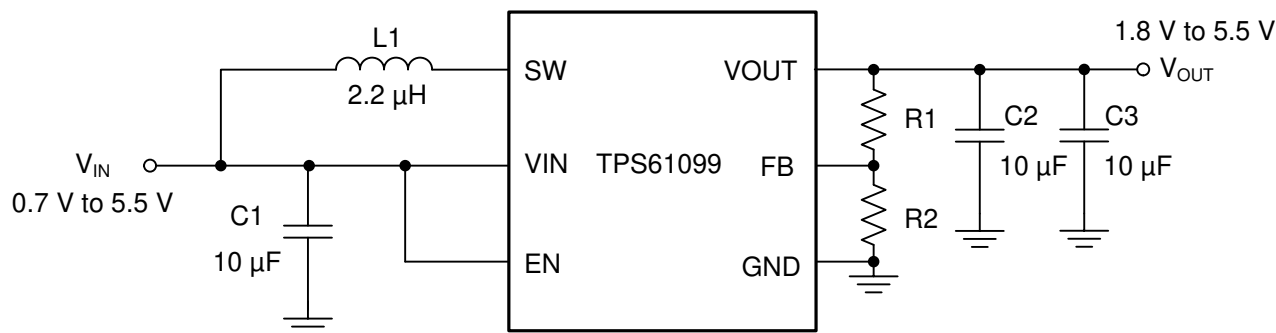 L1
2.2 µH
SW
VOUT
1.8 V to 5.5 V
VOUT
R1
C2
10 µF
C3
10 µF
VIN
0.7 V to 5.5 V
VIN
TPS61099
FB
C1
10 µF
R2
EN
GND